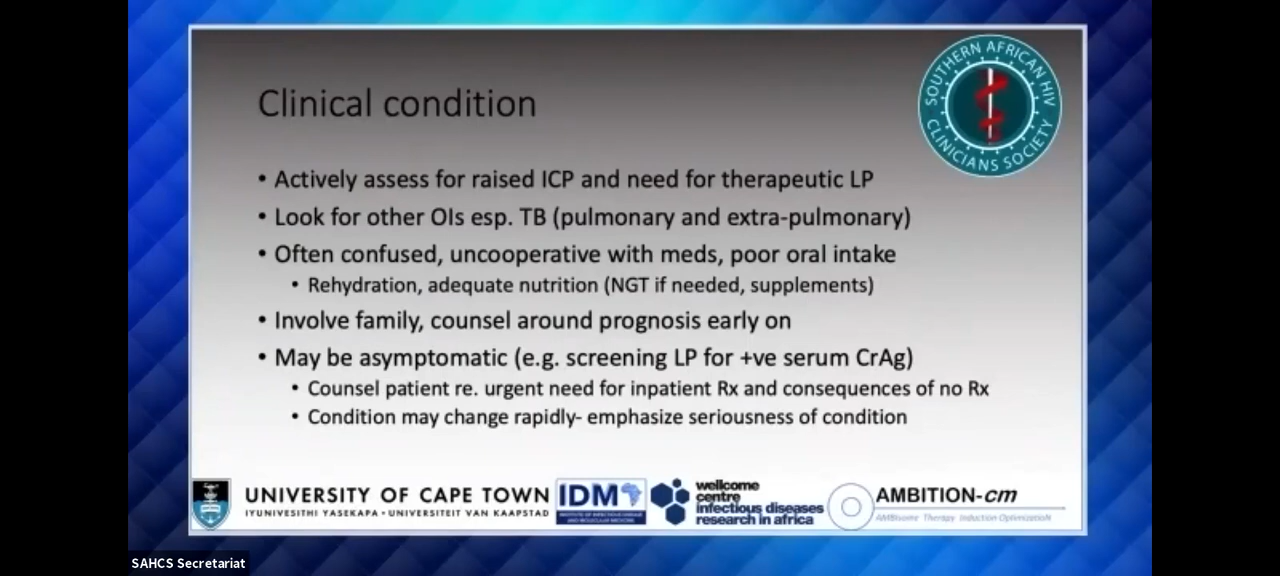 SOUTHERN AFRICAN HIV
CLINICIANS SOCIETY
Clinical condition
• Actively assess for raised ICP and need for therapeutic LP
• Look for other OIs esp. TB (pulmonary and extra-pulmonary)
• Often confused, uncooperative with meds, poor oral intake
• Rehydration, adequate nutrition (NGT if needed, supplements)
• Involve family, counsel around prognosis early on
• May be asymptomatic (e.g. screening LP for +ve serum CrAg)
• Counsel patient re. urgent need for inpatient Rx and consequences of no Rx
• Condition may change rapidly- emphasize seriousness of condition
UNIVERSITY OF CAPE TOWN
IYUNIVESITHI YASEKAPA • UNIVERSITEIT VAN KAAPSTAD
IDM
INSTITUTE OF INFECTIOUS DISEASE
AND MOLECULAR MEDICINE
wellcome
centre
infectious diseases
research in africa
AMBITION-cm
AMBIsome Therapy Induction OptimizatioN
SAHCS Secretariat